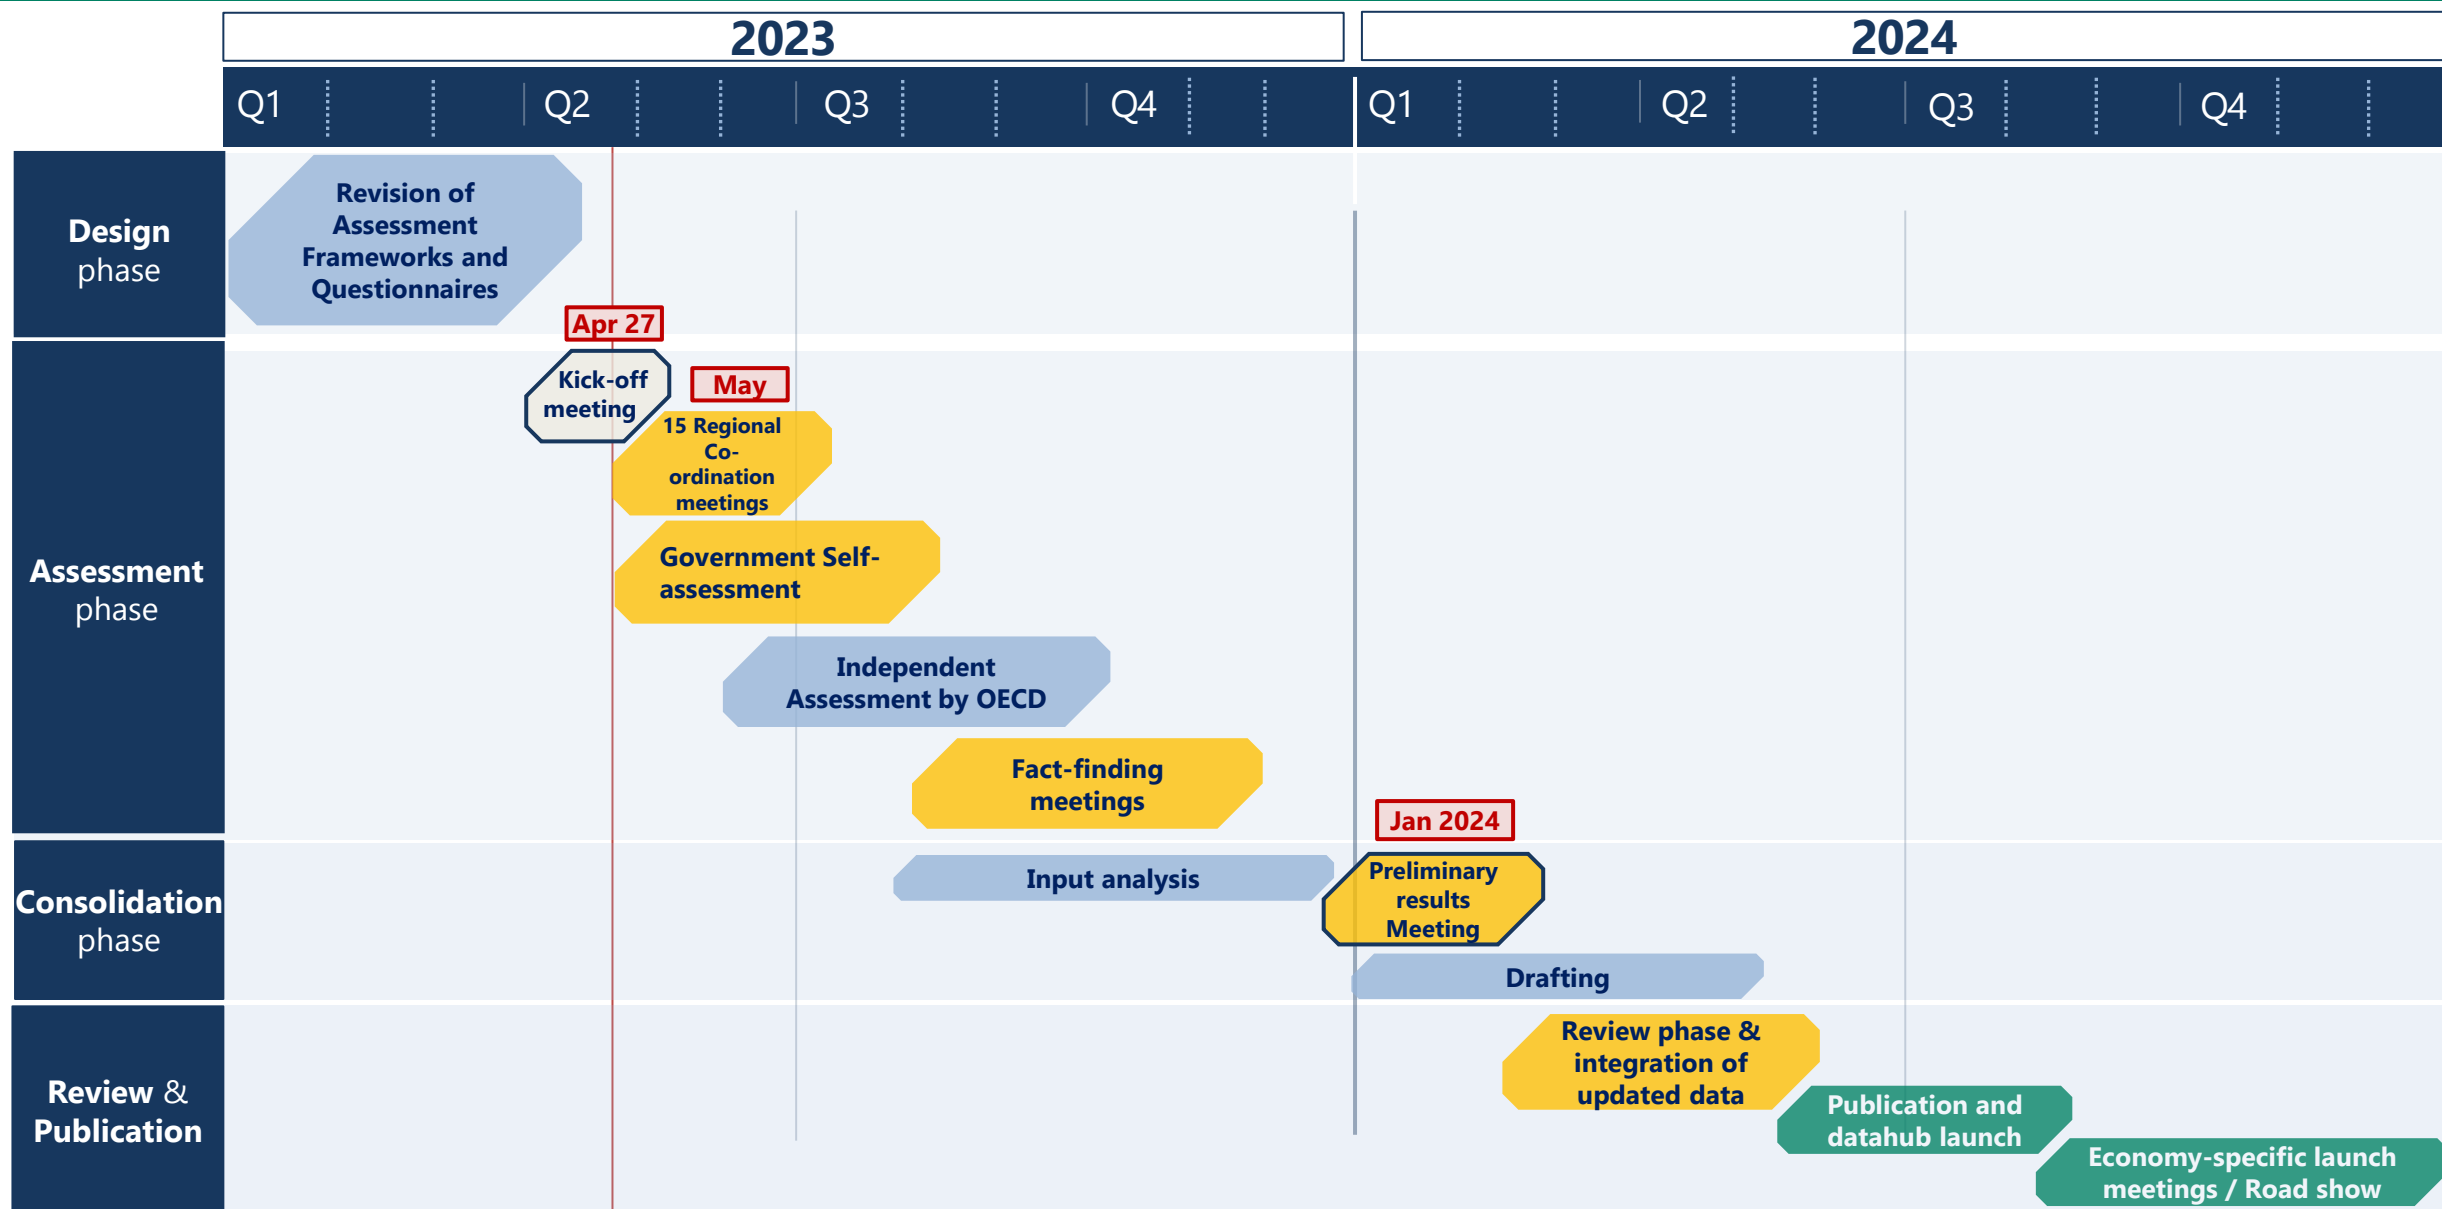 2023
2024
Q1
Q2
Q3
Q4
Q1
Q2
Q3
Q4
Design
phase
Revision of
Assessment
Frameworks and
Questionnaires
Apr 27
Assessment
phase
Kick-off
meeting
May
15 Regional
Co-
ordination
meetings
Government Self-
assessment
Independent
Assessment by OECD
Fact-finding
meetings
Jan 2024
Consolidation
phase
Input analysis
Preliminary
results
Meeting
Drafting
Review &
Publication
Review phase &
integration of
updated data
Publication and
datahub launch
Economy-specific launch
meetings / Road show